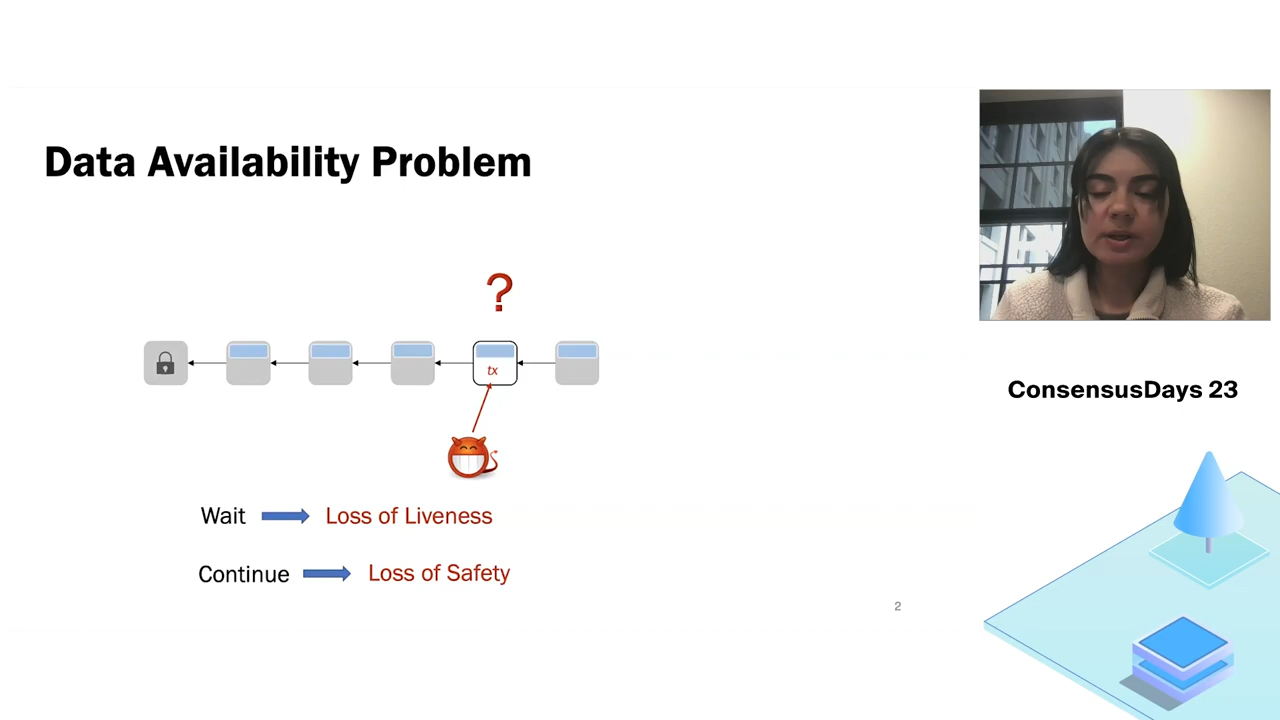 Data Availability Problem
?
tx
Wait
Loss of Liveness
Continue
Loss of Safety
2
ConsensusDays 23